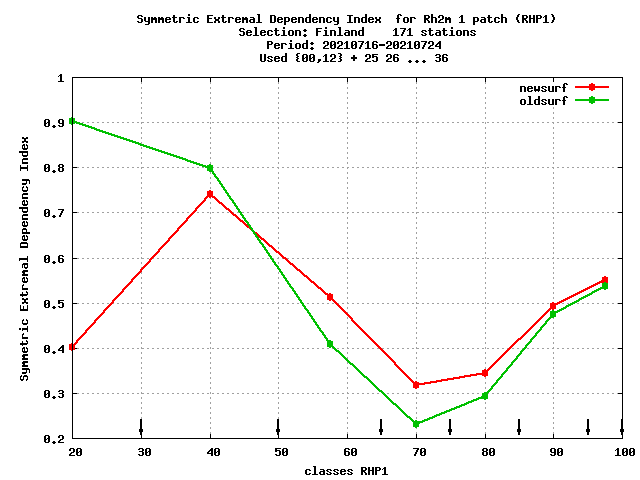 Symmetric Extremal Dependency Index  for Rh2m 1 patch (RHP1)
Selection: Finland    171 stations
Period: 20210716-20210724
Used {00,12} + 25 26 ... 36
newsurf
oldsurf
Symmetric Extremal Dependency Index
1
0.9
0.8
0.7
0.6
0.5
0.4
0.3
0.2
20 30 40 50 60 70 80 90 100
classes RHP1